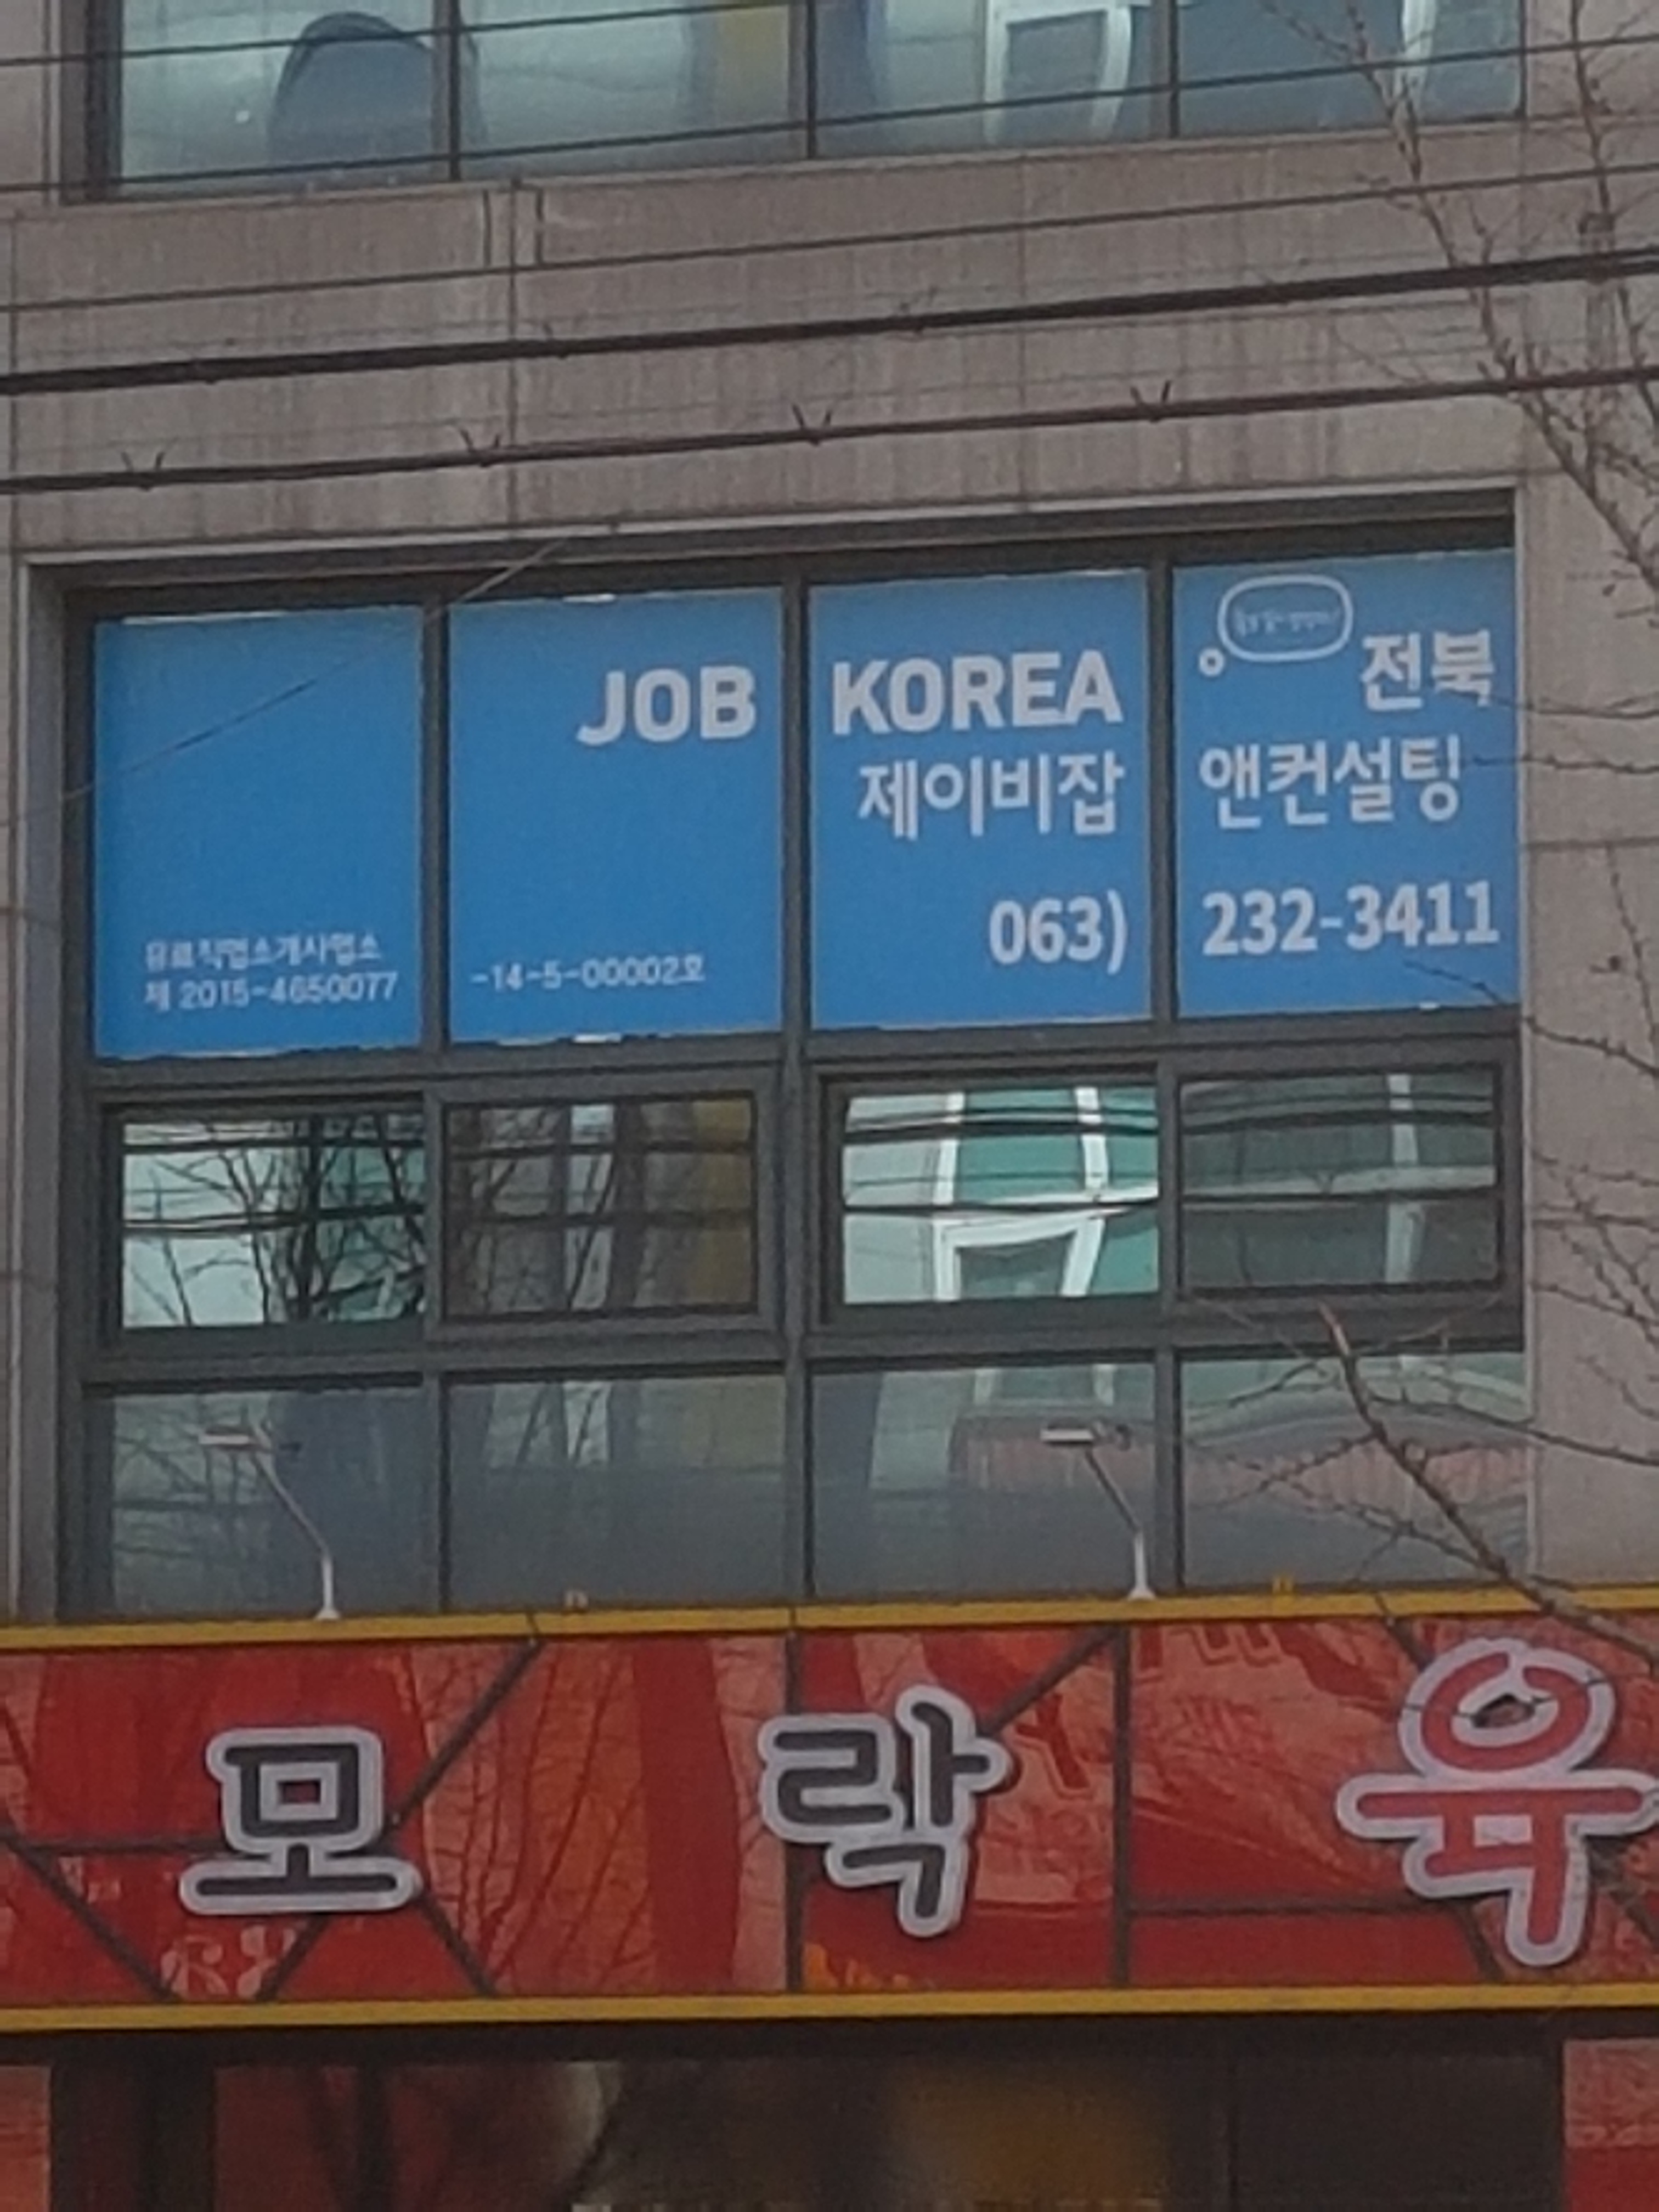 JOB KOREA 전북
제이비잡앤컨설팅
063) 232-3411
유료직업소개사업소
제 2015-4650077-14-5-00002호
모락육